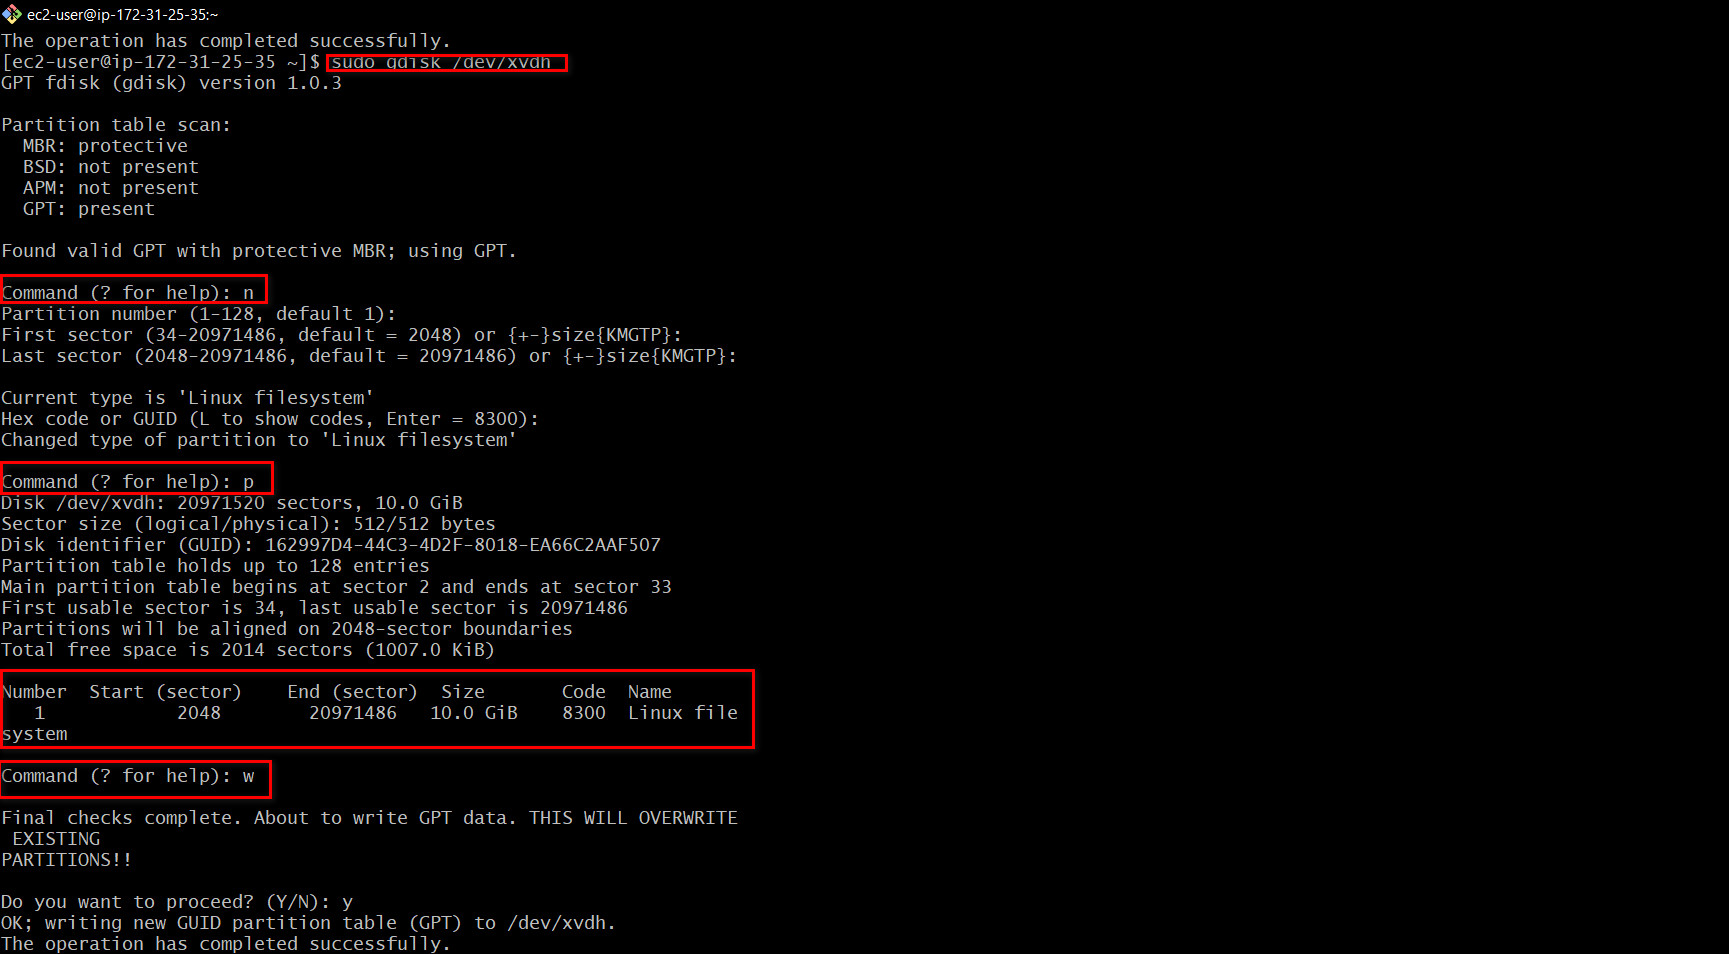 ec2-user@ip-172-31-25-35:~
The operation has completed successfully.
[ec2-user@ip-172-31-25-35 ~]$ sudo gdisk /dev/xvdh
GPT fdisk (gdisk) version 1.0.3
Partition table scan:
  MBR: protective
  BSD: not present
  APM: not present
  GPT: present
Found valid GPT with protective MBR; using GPT.
Command (? for help): n
Partition number (1-128, default 1):
First sector (34-20971486, default = 2048) or {+-}size{KMGTP}:
Last sector (2048-20971486, default = 20971486) or {+-}size{KMGTP}:
Current type is 'Linux filesystem'
Hex code or GUID (L to show codes, Enter = 8300):
Changed type of partition to 'Linux filesystem'
Command (? for help): p
Disk /dev/xvdh: 20971520 sectors, 10.0 GiB
Sector size (logical/physical): 512/512 bytes
Disk identifier (GUID): 162997D4-44C3-4D2F-8018-EA66C2AAF507
Partition table holds up to 128 entries
Main partition table begins at sector 2 and ends at sector 33
First usable sector is 34, last usable sector is 20971486
Partitions will be aligned on 2048-sector boundaries
Total free space is 2014 sectors (1007.0 KiB)
Number  Start (sector)    End (sector)  Size       Code  Name
   1            2048        20971486   10.0 GiB    8300  Linux file
system
Command (? for help): w
Final checks complete. About to write GPT data. THIS WILL OVERWRITE
 EXISTING
PARTITIONS!!
Do you want to proceed? (Y/N): y
OK; writing new GUID partition table (GPT) to /dev/xvdh.
The operation has completed successfully.